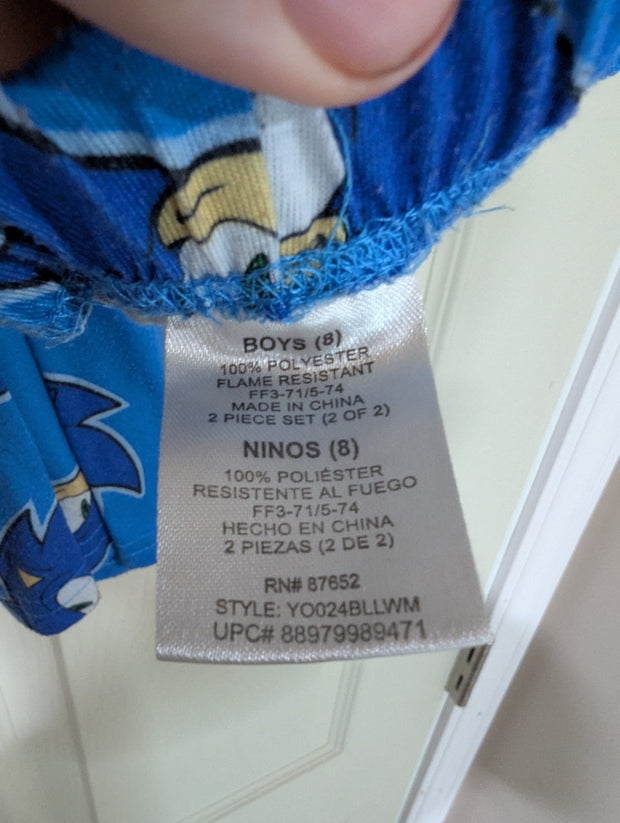 BOYS (8)
100% POLYESTER
FLAME RESISTANT
FF3-71/5-74
MADE IN CHINA
2 PIECE SET (2 OF 2)
NINOS (8)
100% POLIÉSTER
RESISTENTE AL FUEGO
FF3-71/5-74
HECHO EN CHINA
2 PIEZAS (2 DE 2)
RN# 87652
STYLE: YO024BLLWM
UPC# 88979989471